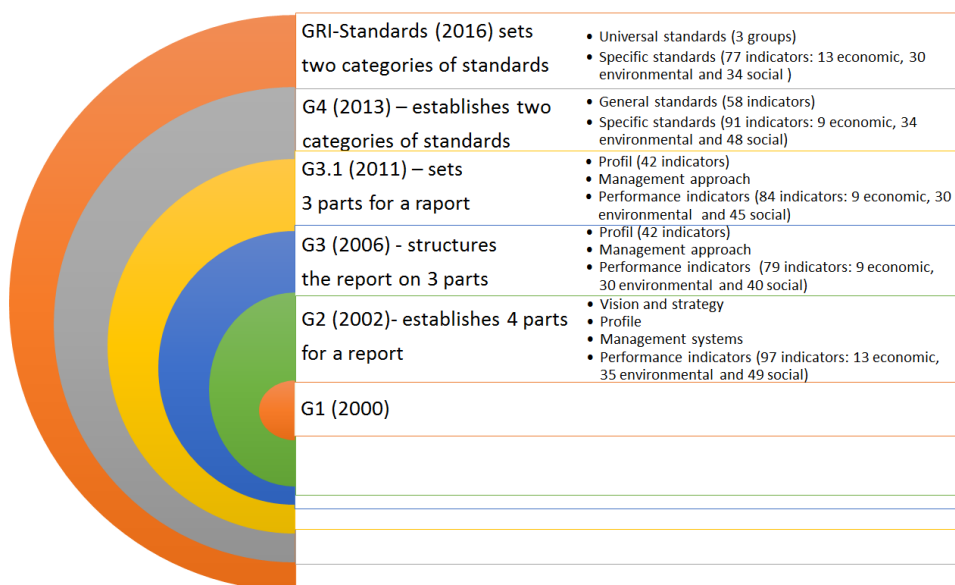 GRI-Standards (2016) sets
two categories of standards
• Universal standards (3 groups)
• Specific standards (77 indicators: 13 economic, 30
environmental and 34 social )
G4 (2013) – establishes two
categories of standards
• General standards (58 indicators)
• Specific standards (91 indicators: 9 economic, 34
environmental and 48 social)
G3.1 (2011) – sets
3 parts for a raport
• Profil (42 indicators)
• Management approach
• Performance indicators (84 indicators: 9 economic, 30
environmental and 45 social)
G3 (2006) - structures
the report on 3 parts
• Profil (42 indicators)
• Management approach
• Performance indicators (79 indicators: 9 economic,
30 environmental and 40 social)
G2 (2002)- establishes 4 parts
for a report
• Vision and strategy
• Profile
• Management systems
• Performance indicators (97 indicators: 13 economic,
35 environmental and 49 social)
G1 (2000)